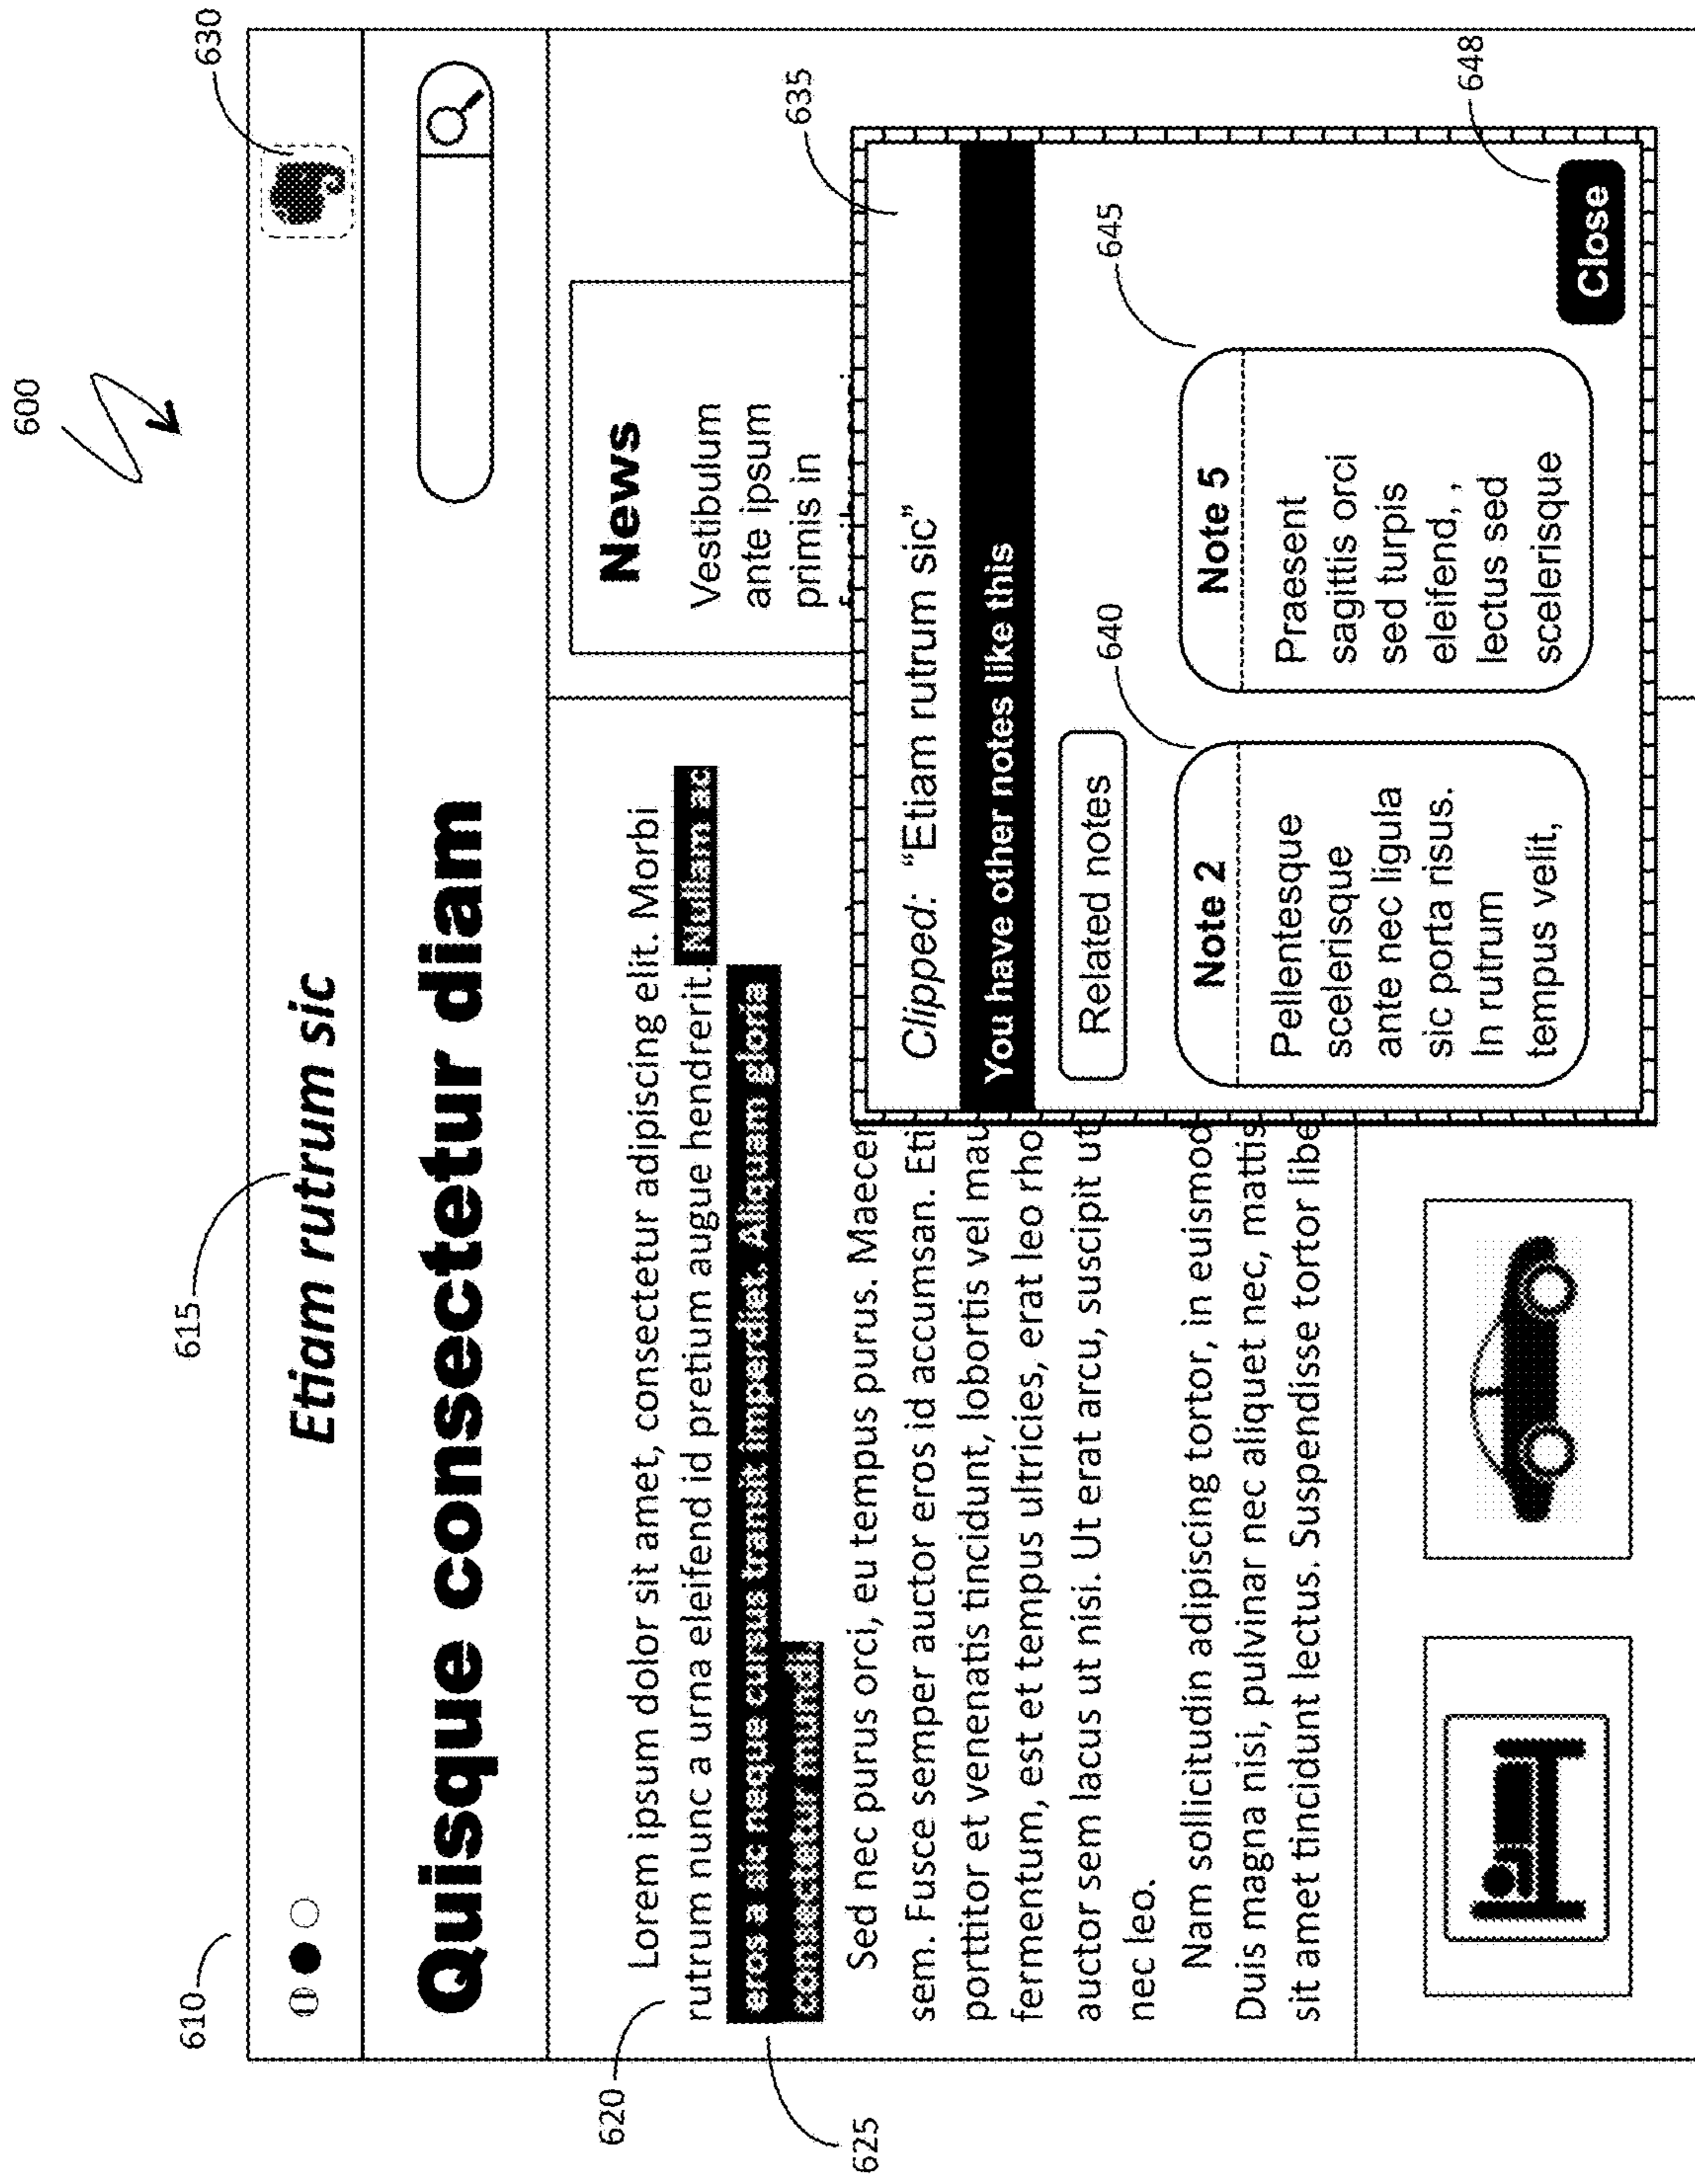 600
610
615
630
Etiam rutrum sic
Quisque consectetur diam
620
Lorem ipsum dolor sit amet, consectetur adipiscing elit. Morbi
rutrum nunc a urna eleifend id pretium augue hendrerit. Nullam ac
eros a sic neque cursus transit imperdiet. Aliquam gloria
consectetur
625
Sed nec purus orci, eu tempus purus. Maecer
sem. Fusce semper auctor eros id accumsan. Eti
porttitor et venenatis tincidunt, lobortis vel mau
fermentum, est et tempus ultricies, erat leo rho
auctor sem lacus ut nisi. Ut erat arcu, suscipit ut
nec leo.
Nam sollicitudin adipiscing tortor, in euismod
Duis magna nisi, pulvinar nec aliquet nec, mattis
sit amet tincidunt lectus. Suspendisse tortor libe
News
Vestibulum
ante ipsum
primis in
635
Clipped: “Etiam rutrum sic”
You have other notes like this
Related notes
640
645
Note 2
Pellentesque
scelerisque
ante nec ligula
sic porta risus.
In rutrum
tempus velit,
Note 5
Praesent
sagittis orci
sed turpis
eleifend, ,
lectus sed
scelerisque
648
Close